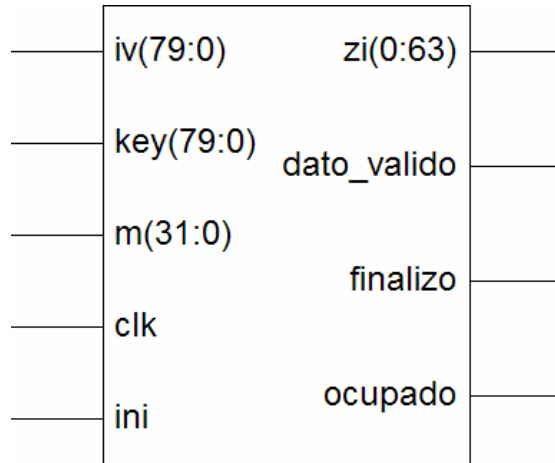 iv(79:0)
zi(0:63)
key(79:0)
dato_valido
m(31:0)
finalizo
clk
ocupado
ini